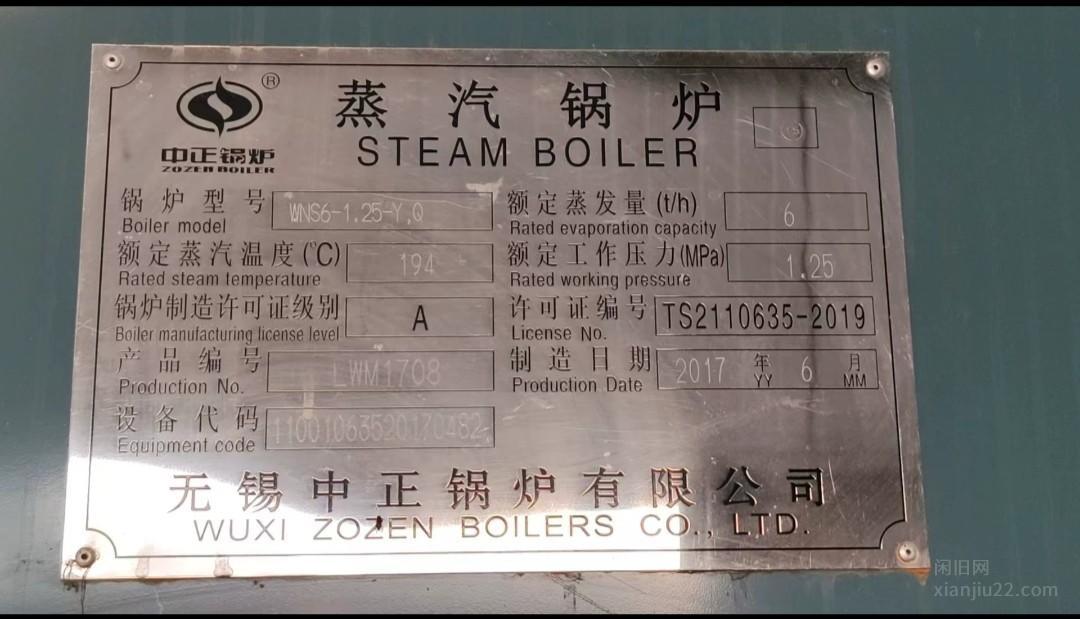 ®
中正锅炉
ZOZEN BOILER
蒸汽锅炉
STEAM BOILER
锅炉型号 WNS6-1.25-Y,Q 额定蒸发量(t/h) 6
Boiler model Rated evaporation capacity
额定蒸汽温度(℃) 194 额定工作压力(MPa) 1.25
Rated steam temperature Rated working pressure
锅炉制造许可证级别 A 许可证编号 TS2110635-2019
Boiler manufacturing license level License No.
产品编号 LWM1708 制造日期 2017 年 6 月
Production No. Production Date YY MM
设备代码 11001063520170482
Equipment code
无锡中正锅炉有限公司
WUXI ZOZEN BOILERS CO., LTD.
闲旧网
xianjiu22.com